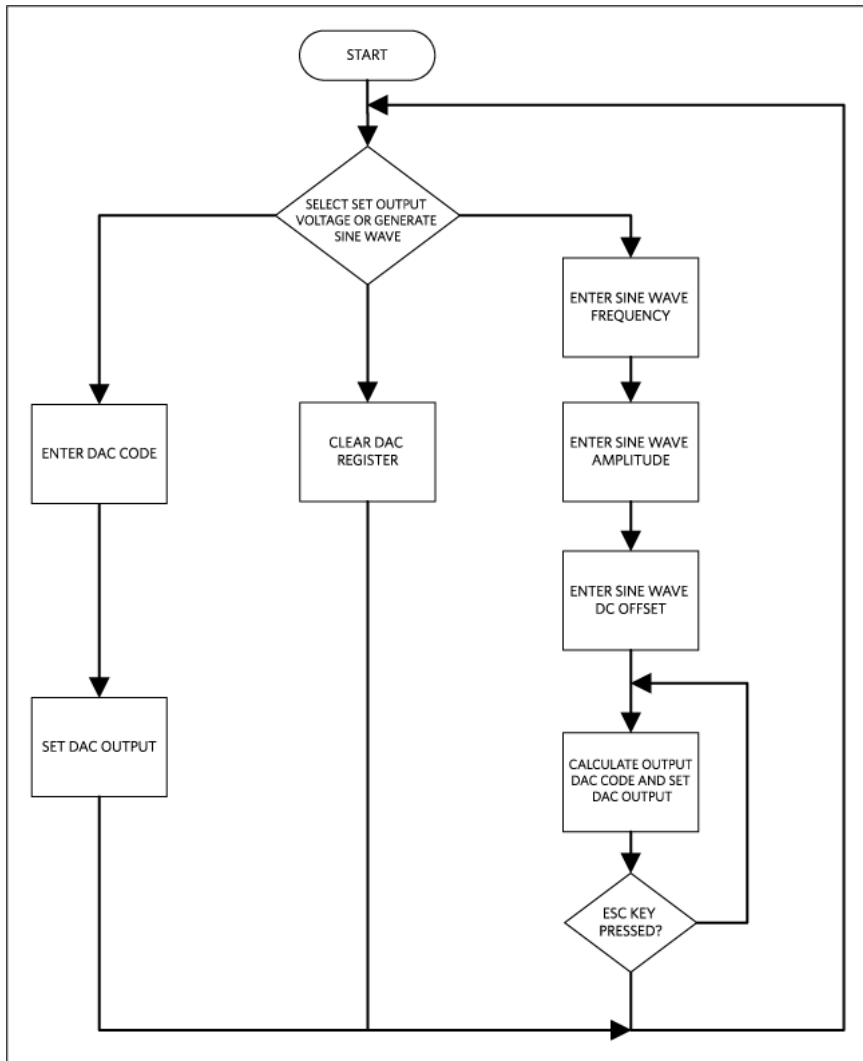 START
SELECT SET OUTPUT
VOLTAGE OR GENERATE
SINE WAVE
ENTER SINE WAVE
FREQUENCY
ENTER DAC CODE
CLEAR DAC
REGISTER
ENTER SINE WAVE
AMPLITUDE
ENTER SINE WAVE
DC OFFSET
SET DAC OUTPUT
CALCULATE OUTPUT
DAC CODE AND SET
DAC OUTPUT
ESC KEY
PRESSED?